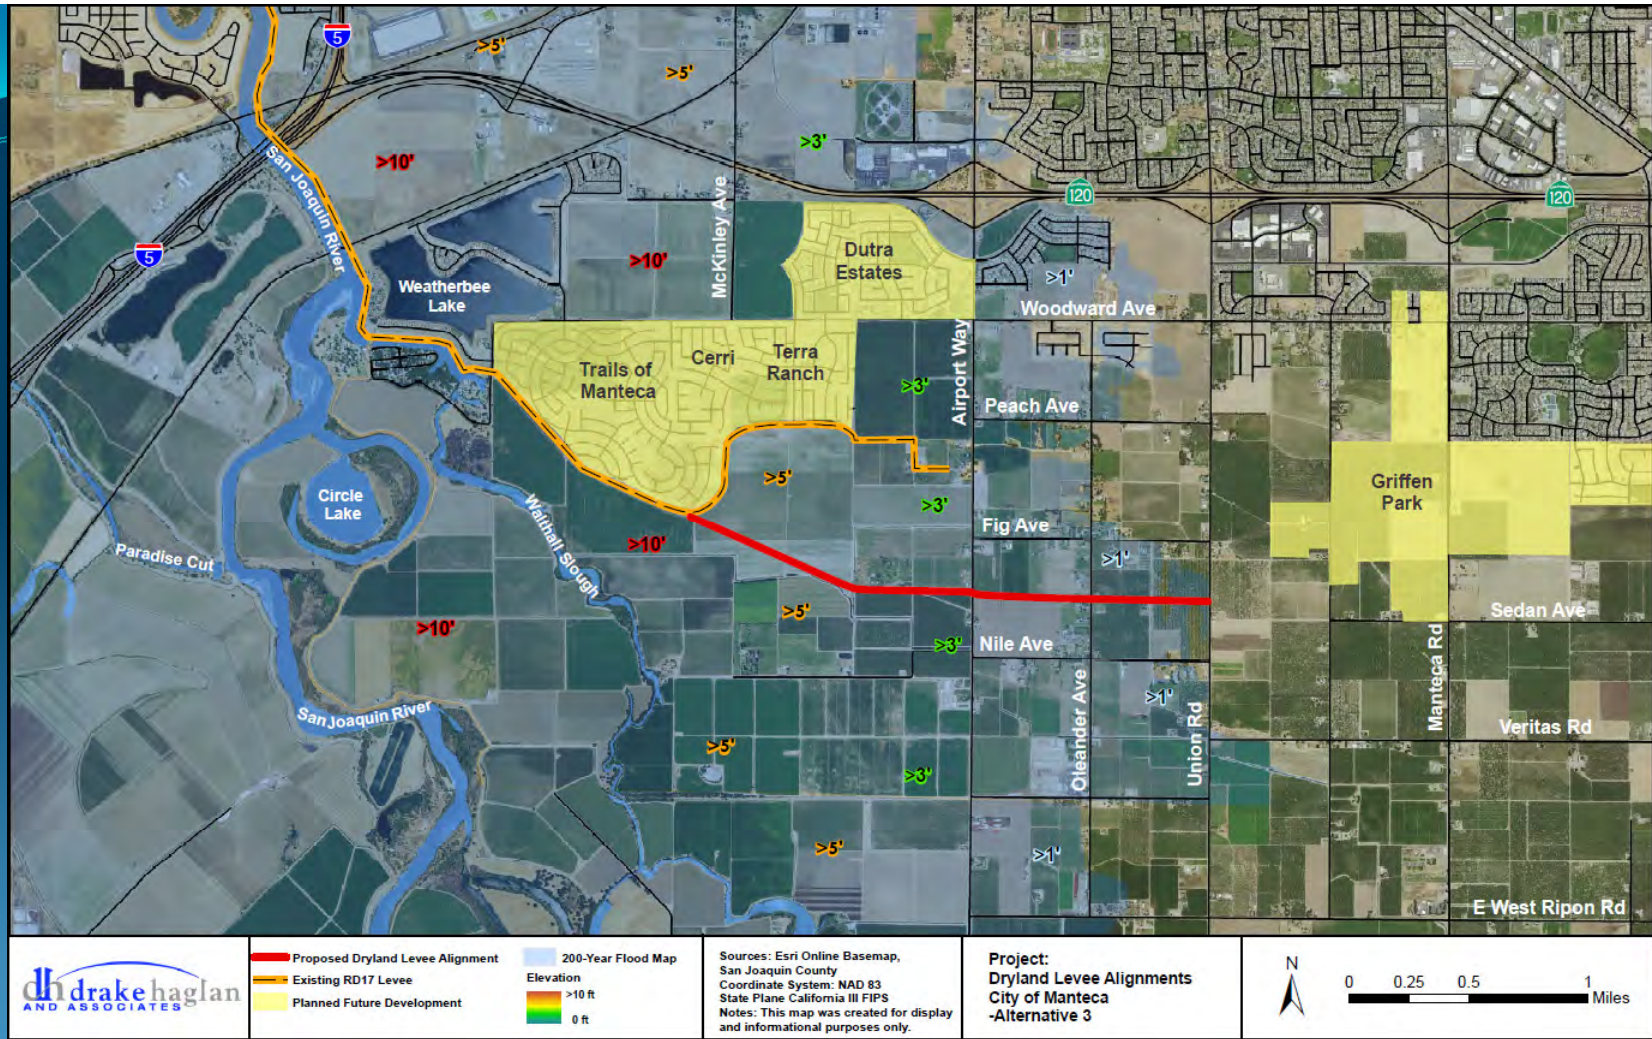 5
>5'
>5'
>10'
>3'
San Joaquin River
120
120
5
McKinley Ave
>10'
Dutra
Estates
Weatherbee
Lake
>1'
Woodward Ave
Airport Way
Trails of
Manteca
Cerri
Terra
Ranch
>3'
Peach Ave
>5'
Griffen
Park
Circle
Lake
Walthall Slough
>3'
Fig Ave
>10'
Paradise Cut
>1'
>5'
Sedan Ave
>10'
>3'
Nile Ave
Manteca Rd
Oleander Ave
>1'
Union Rd
San Joaquin River
Veritas Rd
>5'
>3'
>5'
>1'
E West Ripon Rd
dh drakehaglan
AND ASSOCIATES
Proposed Dryland Levee Alignment
Existing RD17 Levee
Planned Future Development
200-Year Flood Map
Elevation
>10 ft
0 ft
Sources: Esri Online Basemap,
San Joaquin County
Coordinate System: NAD 83
State Plane California III FIPS
Notes: This map was created for display
and informational purposes only.
Project:
Dryland Levee Alignments
City of Manteca
-Alternative 3
N
0 0.25 0.5 1
Miles